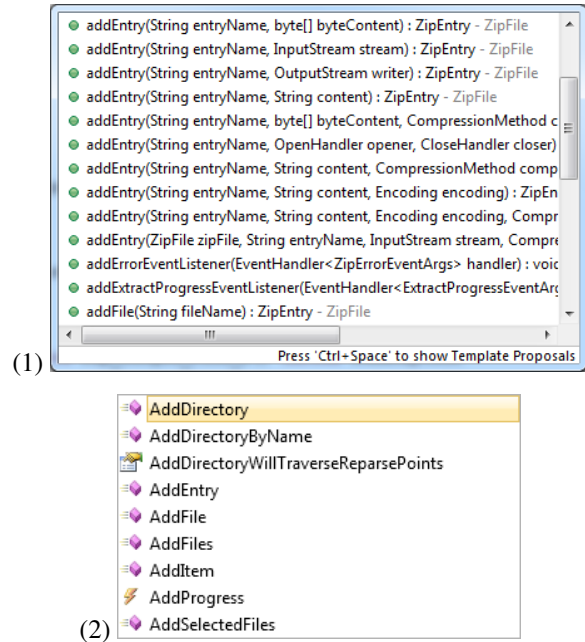 addEntry(String entryName, byte[] byteContent) : ZipEntry - ZipFile
addEntry(String entryName, InputStream stream) : ZipEntry - ZipFile
addEntry(String entryName, OutputStream writer) : ZipEntry - ZipFile
addEntry(String entryName, String content) : ZipEntry - ZipFile
addEntry(String entryName, byte[] byteContent, CompressionMethod c
addEntry(String entryName, OpenHandler opener, CloseHandler closer)
addEntry(String entryName, String content, CompressionMethod comp
addEntry(String entryName, String content, Encoding encoding) : ZipEn
addEntry(String entryName, String content, Encoding encoding, Compr
addEntry(ZipFile zipFile, String entryName, InputStream stream, Compre
addErrorEventListener(EventHandler<ZipErrorEventArgs> handler) : void
addExtractProgressEventListener(EventHandler<ExtractProgressEventArg
addFile(String fileName) : ZipEntry - ZipFile
Press 'Ctrl+Space' to show Template Proposals
(1)
AddDirectory
AddDirectoryByName
AddDirectoryWillTraverseReparsePoints
AddEntry
AddFile
AddFiles
AddItem
AddProgress
AddSelectedFiles
(2)